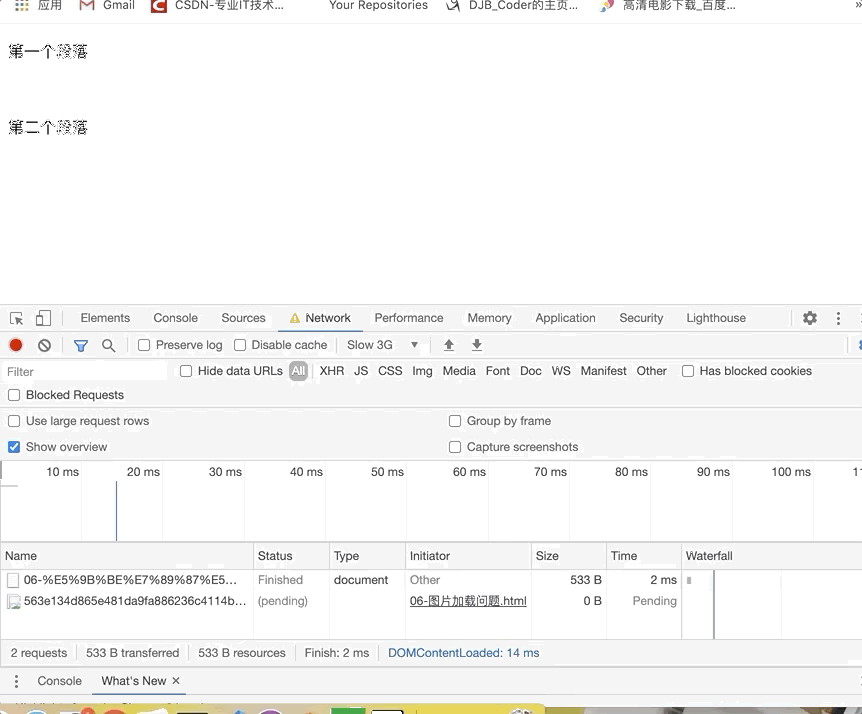 应用 Gmail CSDN-专业IT技术... Your Repositories DJB_Coder的主页... 高清电影下载_百度... »
第一个段落
第二个段落
Elements Console Sources Network Performance Memory Application Security Lighthouse
Preserve log Disable cache Slow 3G ▼
Filter Hide data URLs All XHR JS CSS Img Media Font Doc WS Manifest Other Has blocked cookies
Blocked Requests
Use large request rows Group by frame
Show overview Capture screenshots
10 ms 20 ms 30 ms 40 ms 50 ms 60 ms 70 ms 80 ms 90 ms 100 ms 11
Name Status Type Initiator Size Time Waterfall
06-%E5%9B%BE%E7%89%87%E5... Finished document Other 533 B 2 ms
563e134d865e481da9fa886236c4114b... (pending) 06-图片加载问题.html 0 B Pending
2 requests 533 B transferred 533 B resources Finish: 2 ms DOMContentLoaded: 14 ms
Console What's New ×